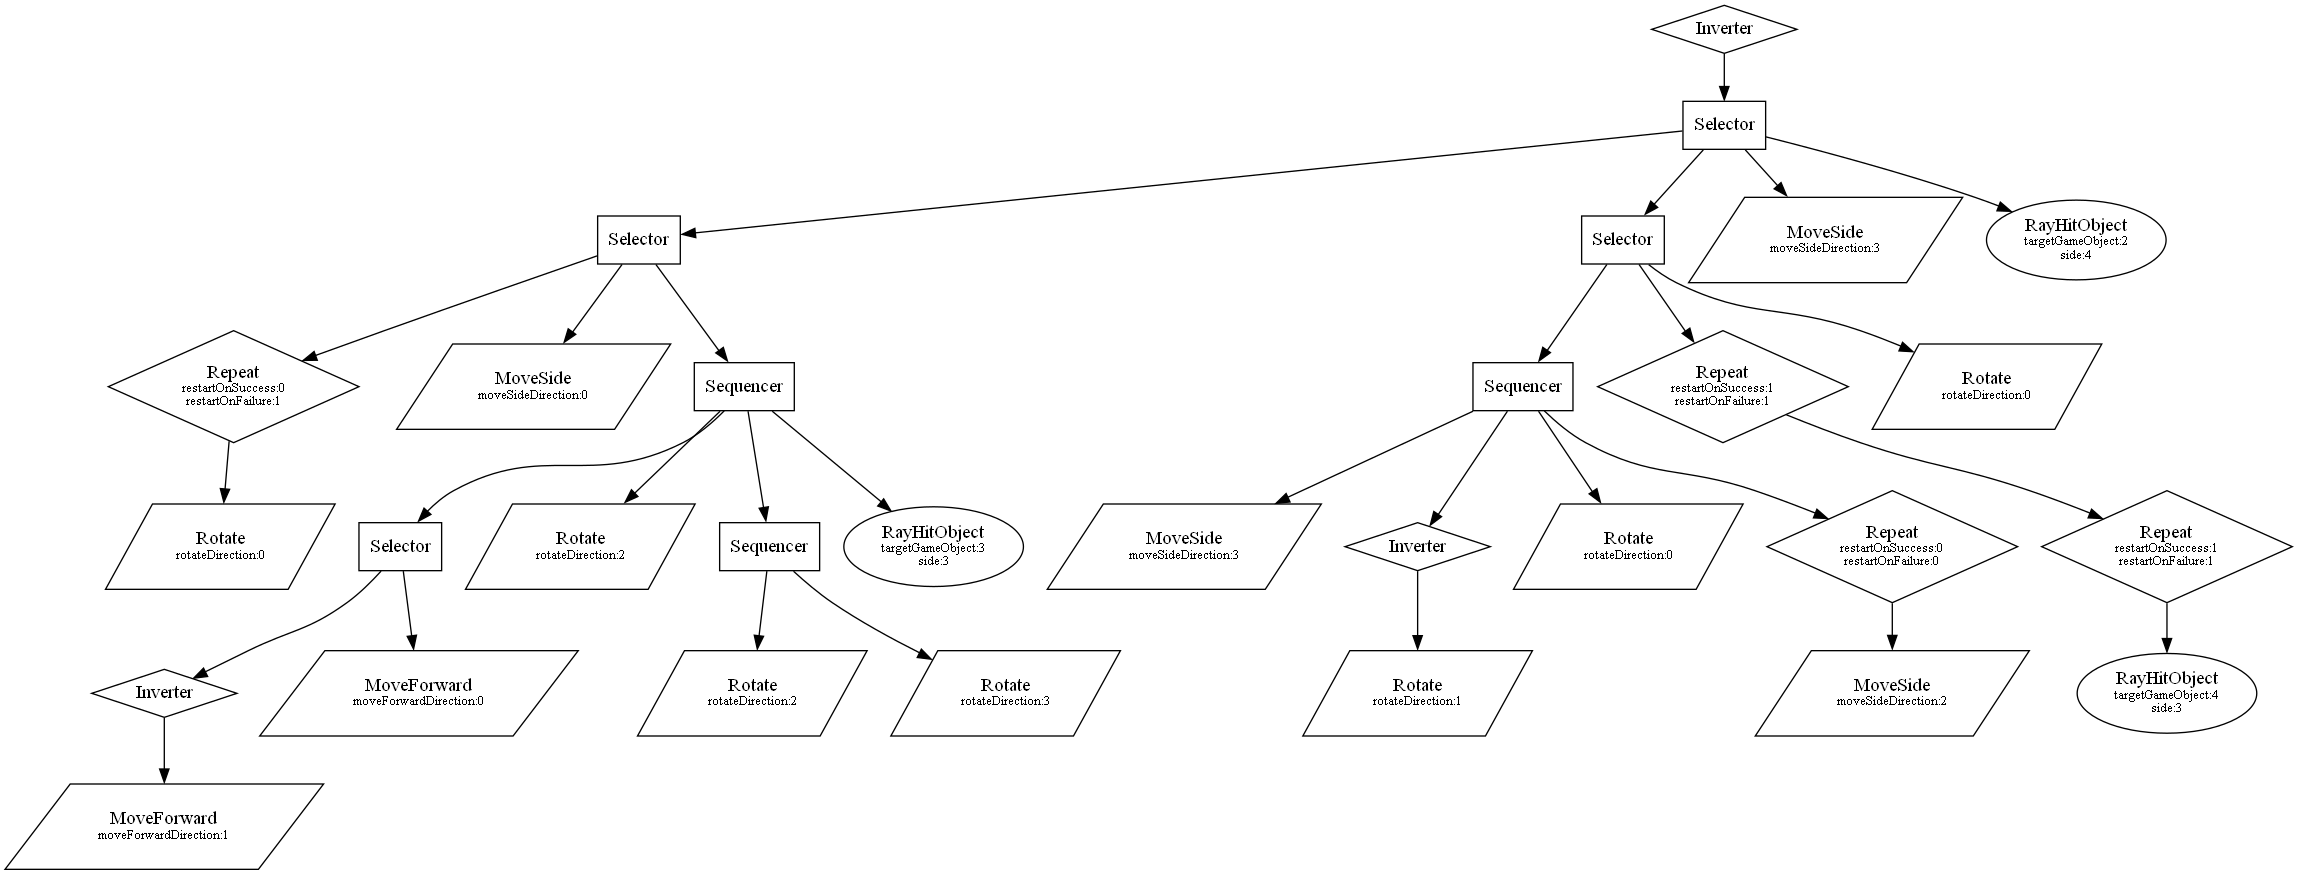 Inverter
Selector
Selector
Selector
MoveSide
moveSideDirection:3
RayHitObject
targetGameObject:2
side:4
Repeat
restartOnSuccess:0
restartOnFailure:1
MoveSide
moveSideDirection:0
Sequencer
Sequencer
Repeat
restartOnSuccess:1
restartOnFailure:1
Rotate
rotateDirection:0
Rotate
rotateDirection:0
Selector
Rotate
rotateDirection:2
Sequencer
RayHitObject
targetGameObject:3
side:3
MoveSide
moveSideDirection:3
Inverter
Rotate
rotateDirection:0
Repeat
restartOnSuccess:0
restartOnFailure:0
Repeat
restartOnSuccess:1
restartOnFailure:1
Inverter
MoveForward
moveForwardDirection:0
Rotate
rotateDirection:2
Rotate
rotateDirection:3
Rotate
rotateDirection:1
MoveSide
moveSideDirection:2
RayHitObject
targetGameObject:4
side:3
MoveForward
moveForwardDirection:1